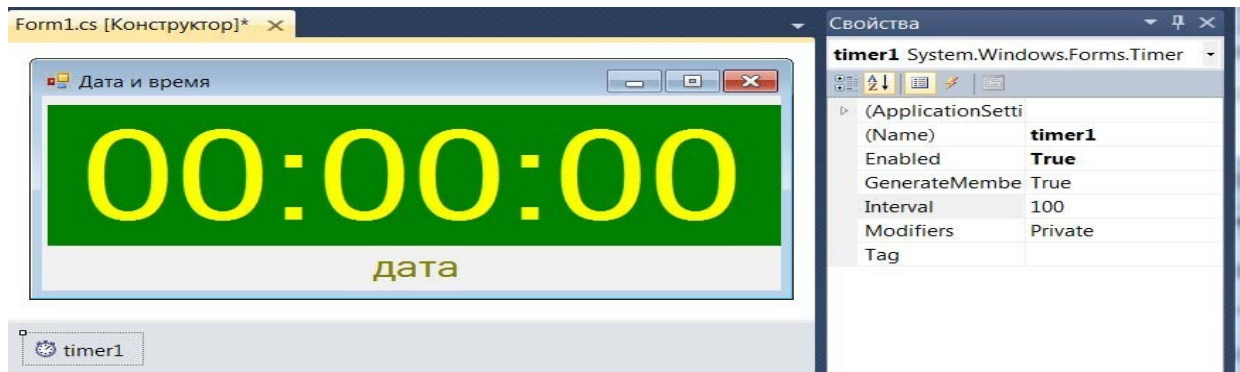 Form1.cs [Конструктор]*
Дата и время
00:00:00
дата
timer1
Свойства
timer1 System.Windows.Forms.Timer
(ApplicationSetti
(Name) timer1
Enabled True
GenerateMembe True
Interval 100
Modifiers Private
Tag